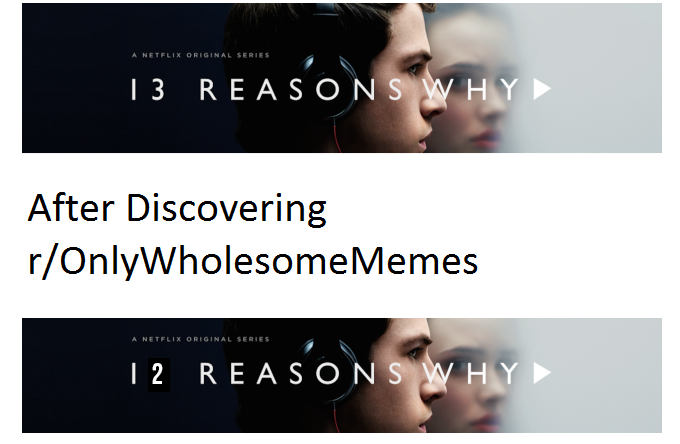 A NETFLIX ORIGINAL SERIES
13 REASONS WHY
After Discovering
r/OnlyWholesomeMemes
A NETFLIX ORIGINAL SERIES
12 REASONS WHY